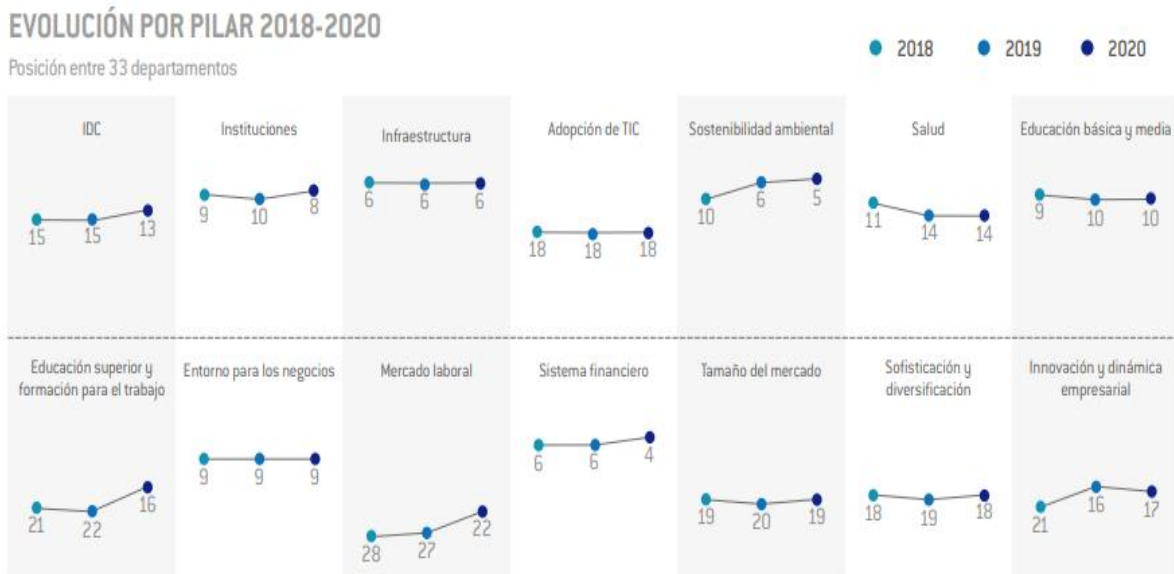 EVOLUCIÓN POR PILAR 2018-2020
Posición entre 33 departamentos
2018 2019 2020
IDC
15 15 13
Instituciones
9 10 8
Infraestructura
6 6 6
Adopción de TIC
18 18 18
Sostenibilidad ambiental
10 6 5
Salud
11 14 14
Educación básica y media
9 10 10
Educación superior y
formación para el trabajo
21 22 16
Entorno para los negocios
9 9 9
Mercado laboral
28 27 22
Sistema financiero
6 6 4
Tamaño del mercado
19 20 19
Sofisticación y
diversificación
18 19 18
Innovación y dinámica
empresarial
21 16 17